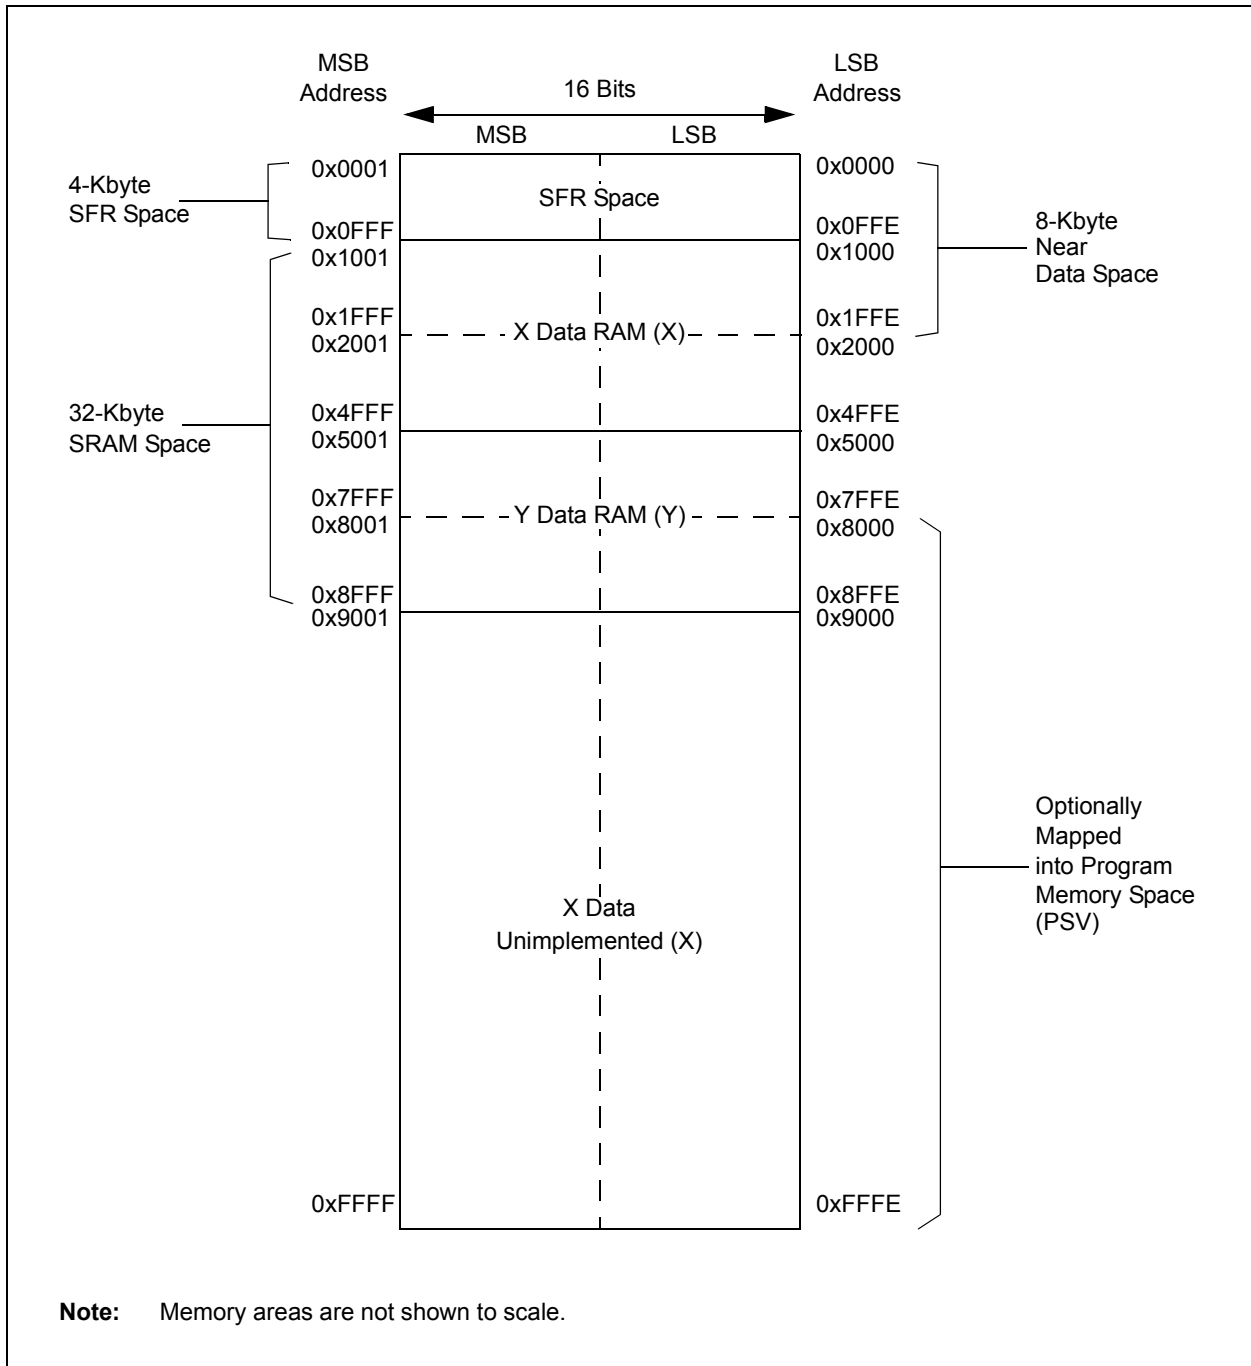 MSB
Address
16 Bits
LSB
Address
MSB
LSB
4-Kbyte
SFR Space
0x0001
0x0FFF
0x1001
SFR Space
0x0000
0x0FFE
0x1000
8-Kbyte
Near
Data Space
0x1FFF
0x2001
X Data RAM (X)
0x1FFE
0x2000
32-Kbyte
SRAM Space
0x4FFF
0x5001
0x4FFE
0x5000
0x7FFF
0x8001
Y Data RAM (Y)
0x7FFE
0x8000
0x8FFF
0x9001
0x8FFE
0x9000
X Data
Unimplemented (X)
Optionally
Mapped
into Program
Memory Space
(PSV)
0xFFFF
0xFFFE
Note: Memory areas are not shown to scale.